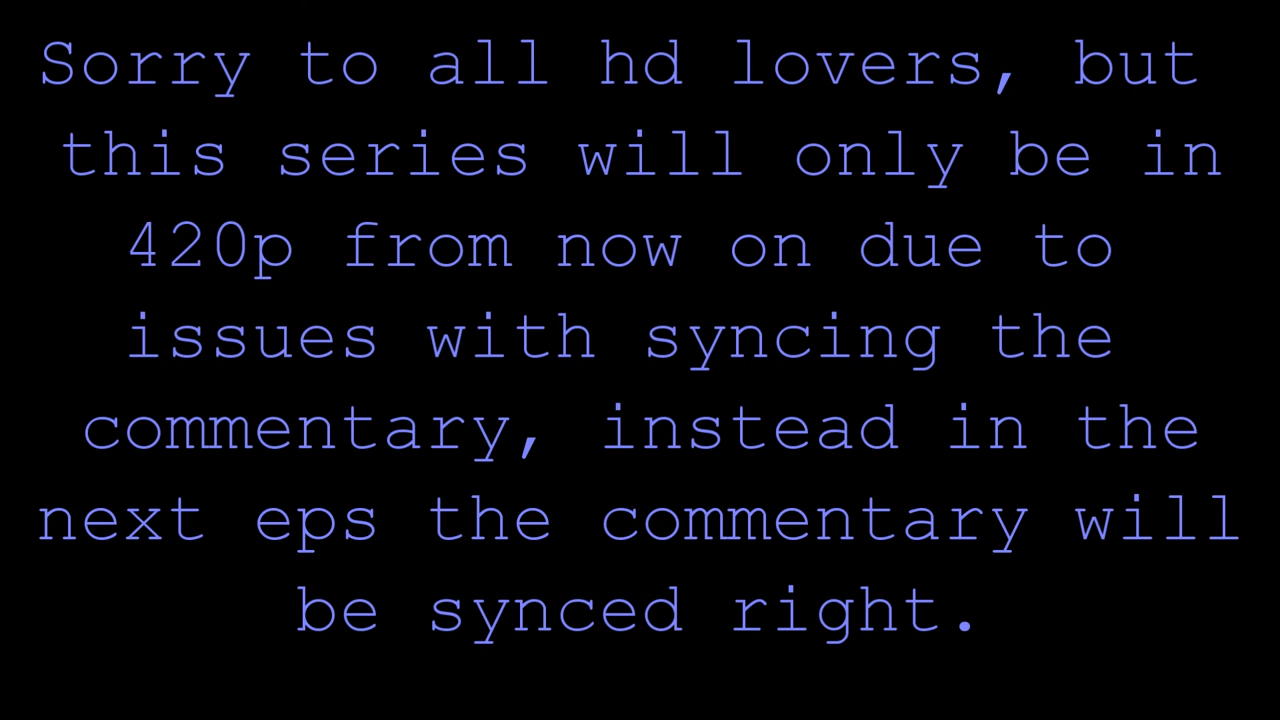 Sorry to all hd lovers, but
this series will only be in
420p from now on due to
issues with syncing the
commentary, instead in the
next eps the commentary will
be synced right.